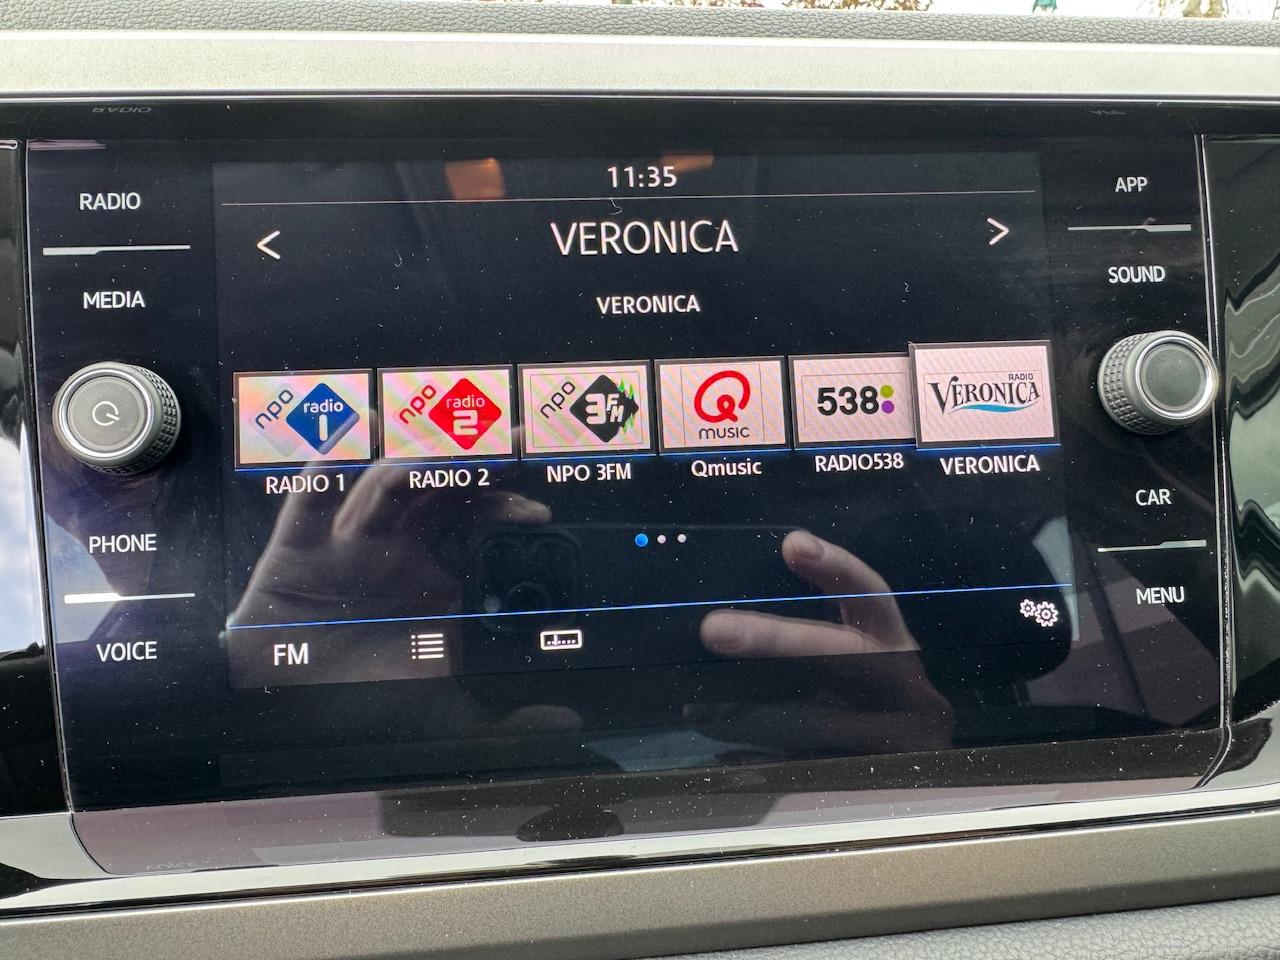 RADIO
MEDIA
PHONE
VOICE
11:35
< VERONICA >
VERONICA
npo radio 1
npo radio 2
npo 3FM
Q MUSIC
538
RADIO VERONICA
RADIO 1
RADIO 2
NPO 3FM
Qmusic
RADIO538
VERONICA
FM
APP
SOUND
CAR
MENU